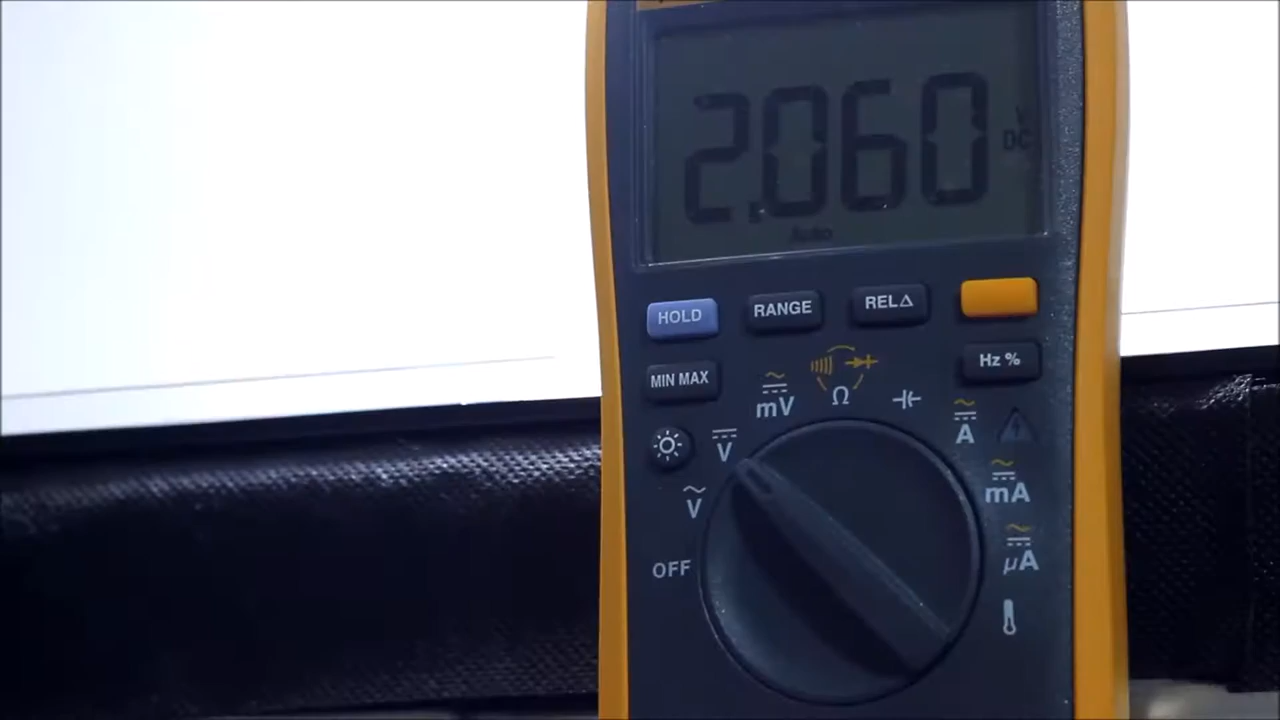 2.060
V
DC
Auto
HOLD
RANGE
REL△
MIN MAX
Hz %
mV
Ω
V
A
V
mA
OFF
µA